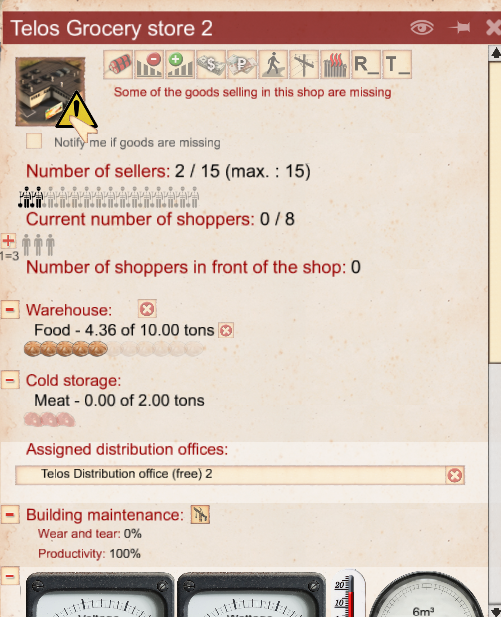 Telos Grocery store 2
R_ T_
Some of the goods selling in this shop are missing
Notify me if goods are missing
Number of sellers: 2 / 15 (max. : 15)
Current number of shoppers: 0 / 8
1=3
Number of shoppers in front of the shop: 0
Warehouse:
Food - 4.36 of 10.00 tons
Cold storage:
Meat - 0.00 of 2.00 tons
Assigned distribution offices:
Telos Distribution office (free) 2
Building maintenance:
Wear and tear: 0%
Productivity: 100%
20
10
6m³